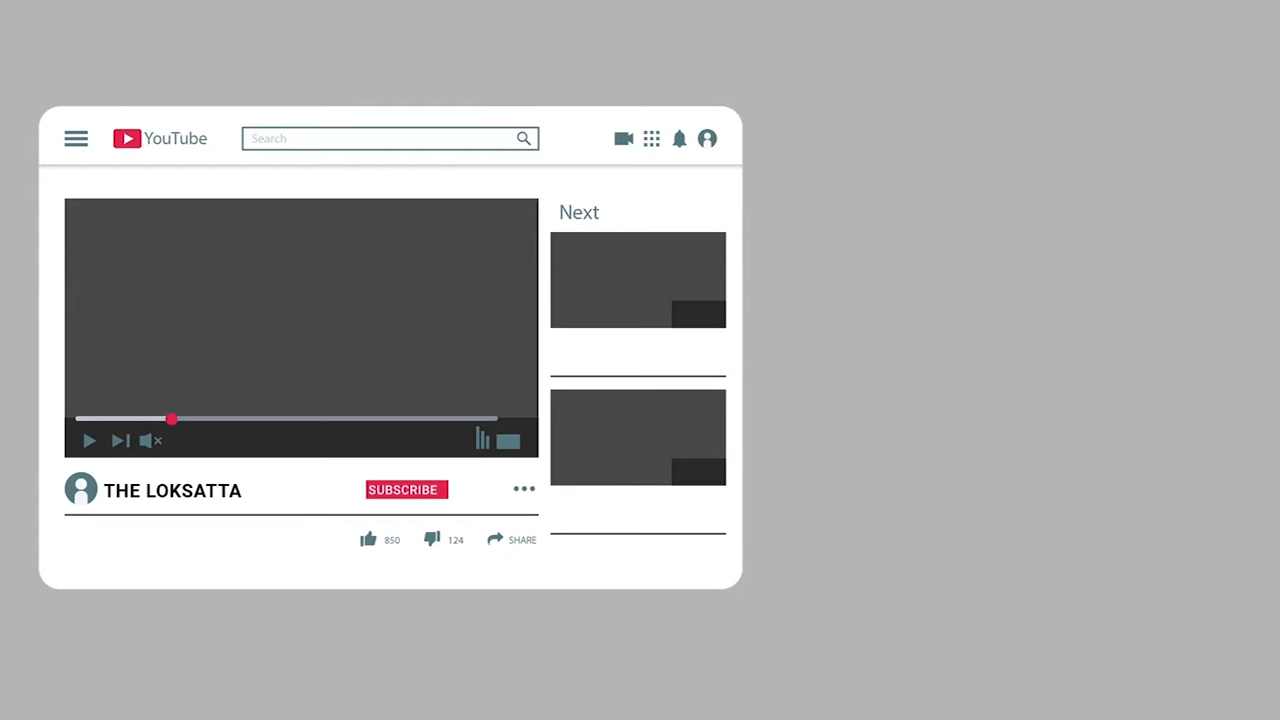 YouTube
Search
Next
THE LOKSATTA
SUBSCRIBE
850
124
SHARE